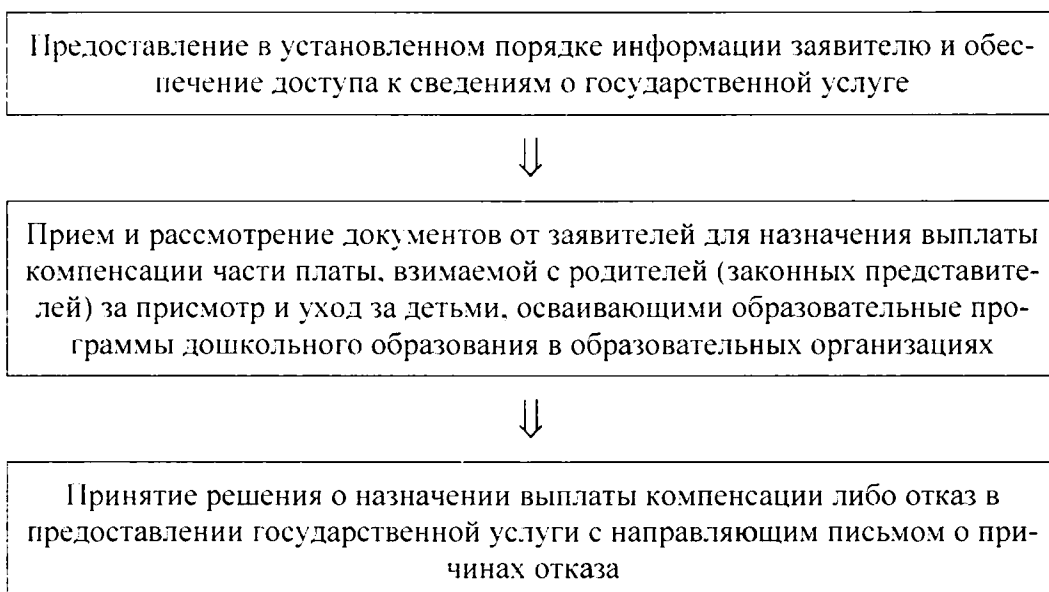 Предоставление в установленном порядке информации заявителю и обес-
печение доступа к сведениям о государственной услуге
⇓
Прием и рассмотрение документов от заявителей для назначения выплаты
компенсации части платы, взимаемой с родителей (законных представите-
лей) за присмотр и уход за детьми, осваивающими образовательные про-
граммы дошкольного образования в образовательных организациях
⇓
Принятие решения о назначении выплаты компенсации либо отказ в
предоставлении государственной услуги с направляющим письмом о при-
чинах отказа